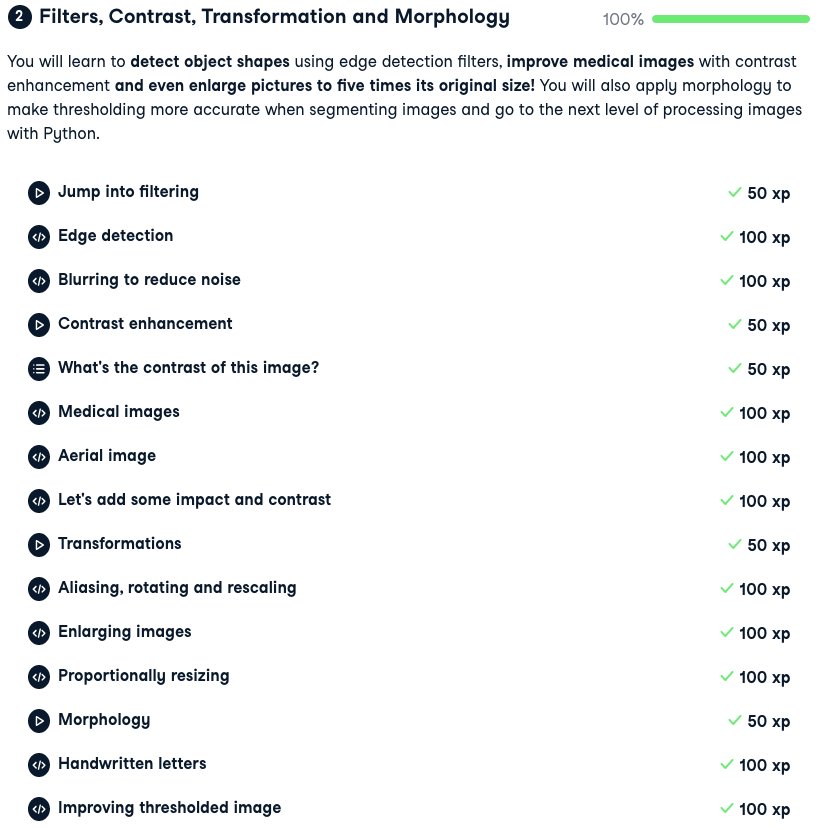 2 Filters, Contrast, Transformation and Morphology 100%
You will learn to detect object shapes using edge detection filters, improve medical images with contrast
enhancement and even enlarge pictures to five times its original size! You will also apply morphology to
make thresholding more accurate when segmenting images and go to the next level of processing images
with Python.
Jump into filtering 50 xp
Edge detection 100 xp
Blurring to reduce noise 100 xp
Contrast enhancement 50 xp
What's the contrast of this image? 50 xp
Medical images 100 xp
Aerial image 100 xp
Let's add some impact and contrast 100 xp
Transformations 50 xp
Aliasing, rotating and rescaling 100 xp
Enlarging images 100 xp
Proportionally resizing 100 xp
Morphology 50 xp
Handwritten letters 100 xp
Improving thresholded image 100 xp